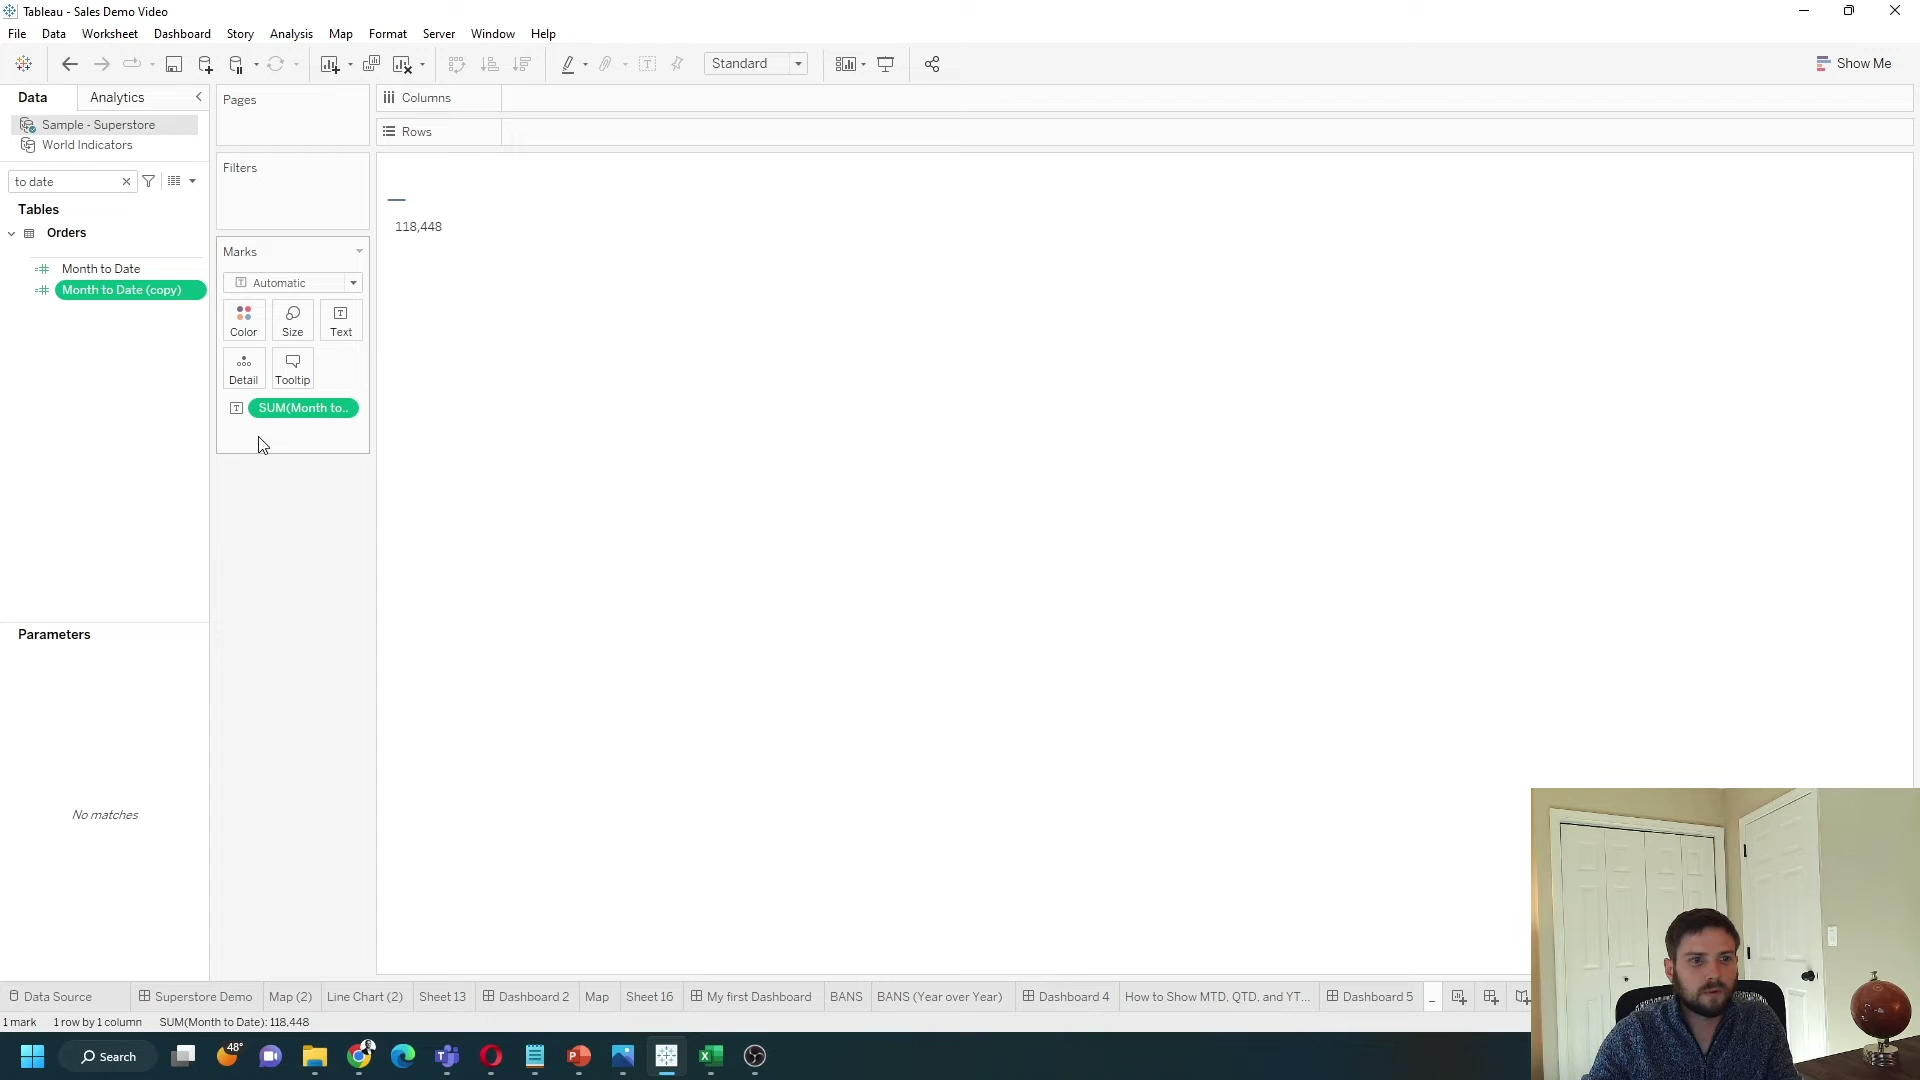 Tableau - Sales Demo Video
File Data Worksheet Dashboard Story Analysis Map Format Server Window Help
Standard
Show Me
Data Analytics
Pages
Columns
Sample - Superstore
Rows
World Indicators
Filters
to date
Tables
118,448
Orders
Marks
Month to Date
Automatic
Month to Date (copy)
Color Size Text
Detail Tooltip
SUM(Month to..
Parameters
No matches
Data Source Superstore Demo Map (2) Line Chart (2) Sheet 13 Dashboard 2 Map Sheet 16 My first Dashboard BANS BANS (Year over Year) Dashboard 4 How to Show MTD, QTD, and YT... Dashboard 5
1 mark 1 row by 1 column SUM(Month to Date): 118,448
Search 48°